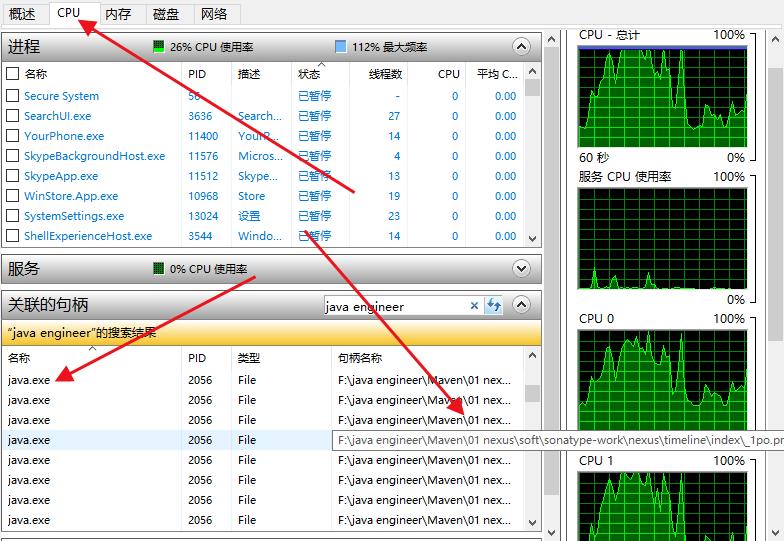 概述 CPU 内存 磁盘 网络
进程 26% CPU 使用率 112% 最大频率
名称 PID 描述 状态 线程数 CPU 平均 C...
Secure System 56 已暂停 - 0 0.00
SearchUI.exe 3636 Search... 已暂停 27 0 0.00
YourPhone.exe 11400 YourP... 已暂停 14 0 0.00
SkypeBackgroundHost.exe 11576 Micros... 已暂停 4 0 0.00
SkypeApp.exe 11512 Skype... 已暂停 13 0 0.00
WinStore.App.exe 10968 Store 已暂停 19 0 0.00
SystemSettings.exe 13024 设置 已暂停 23 0 0.00
ShellExperienceHost.exe 3544 Windo... 已暂停 14 0 0.00
服务 0% CPU 使用率
关联的句柄 java engineer
“java engineer”的搜索结果
名称 PID 类型 句柄名称
java.exe 2056 File F:\java engineer\Maven\01 nex...
java.exe 2056 File F:\java engineer\Maven\01 nex...
java.exe 2056 File F:\java engineer\Maven\01 nex...
java.exe 2056 File F:\java engineer\Maven\01 nexus\soft\sonatype-work\nexus\timeline\index\_1po.pr
java.exe 2056 File F:\java engineer\Maven\01 nex...
java.exe 2056 File F:\java engineer\Maven\01 nex...
java.exe 2056 File F:\java engineer\Maven\01 nex...
java.exe 2056 File F:\java engineer\Maven\01 nex...
CPU - 总计 100%
60 秒 0%
服务 CPU 使用率 100%
0%
CPU 0 100%
CPU 1 100%